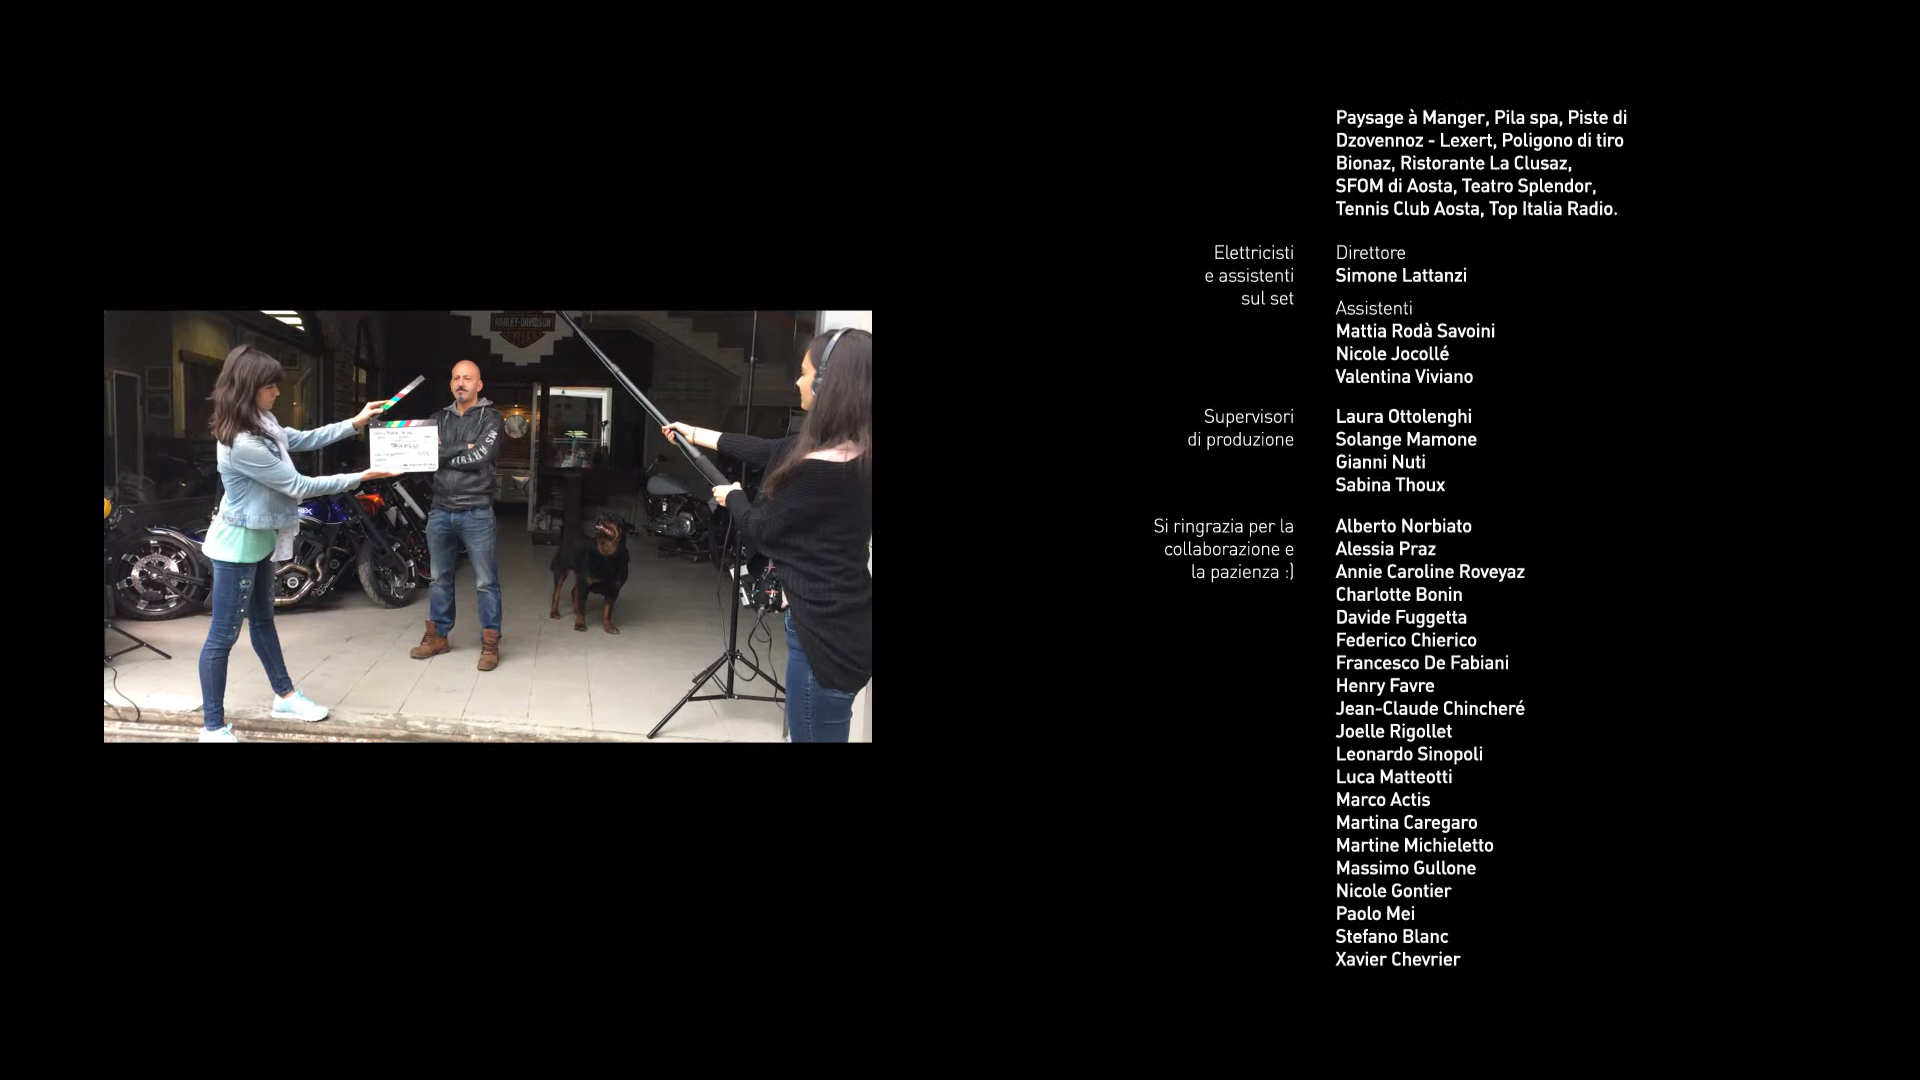 HARLEY-DAVIDSON
Paysage à Manger, Pila spa, Piste di
Dzovennoz - Lexert, Poligono di tiro
Bionaz, Ristorante La Clusaz,
SFOM di Aosta, Teatro Splendor,
Tennis Club Aosta, Top Italia Radio.
Elettricisti
e assistenti
sul set
Direttore
Simone Lattanzi
Assistenti
Mattia Rodà Savoini
Nicole Jocollé
Valentina Viviano
Supervisori
di produzione
Laura Ottolenghi
Solange Mamone
Gianni Nuti
Sabina Thoux
Si ringrazia per la
collaborazione e
la pazienza :)
Alberto Norbiato
Alessia Praz
Annie Caroline Roveyaz
Charlotte Bonin
Davide Fuggetta
Federico Chierico
Francesco De Fabiani
Henry Favre
Jean-Claude Chincheré
Joelle Rigollet
Leonardo Sinopoli
Luca Matteotti
Marco Actis
Martina Caregaro
Martine Michieletto
Massimo Gullone
Nicole Gontier
Paolo Mei
Stefano Blanc
Xavier Chevrier